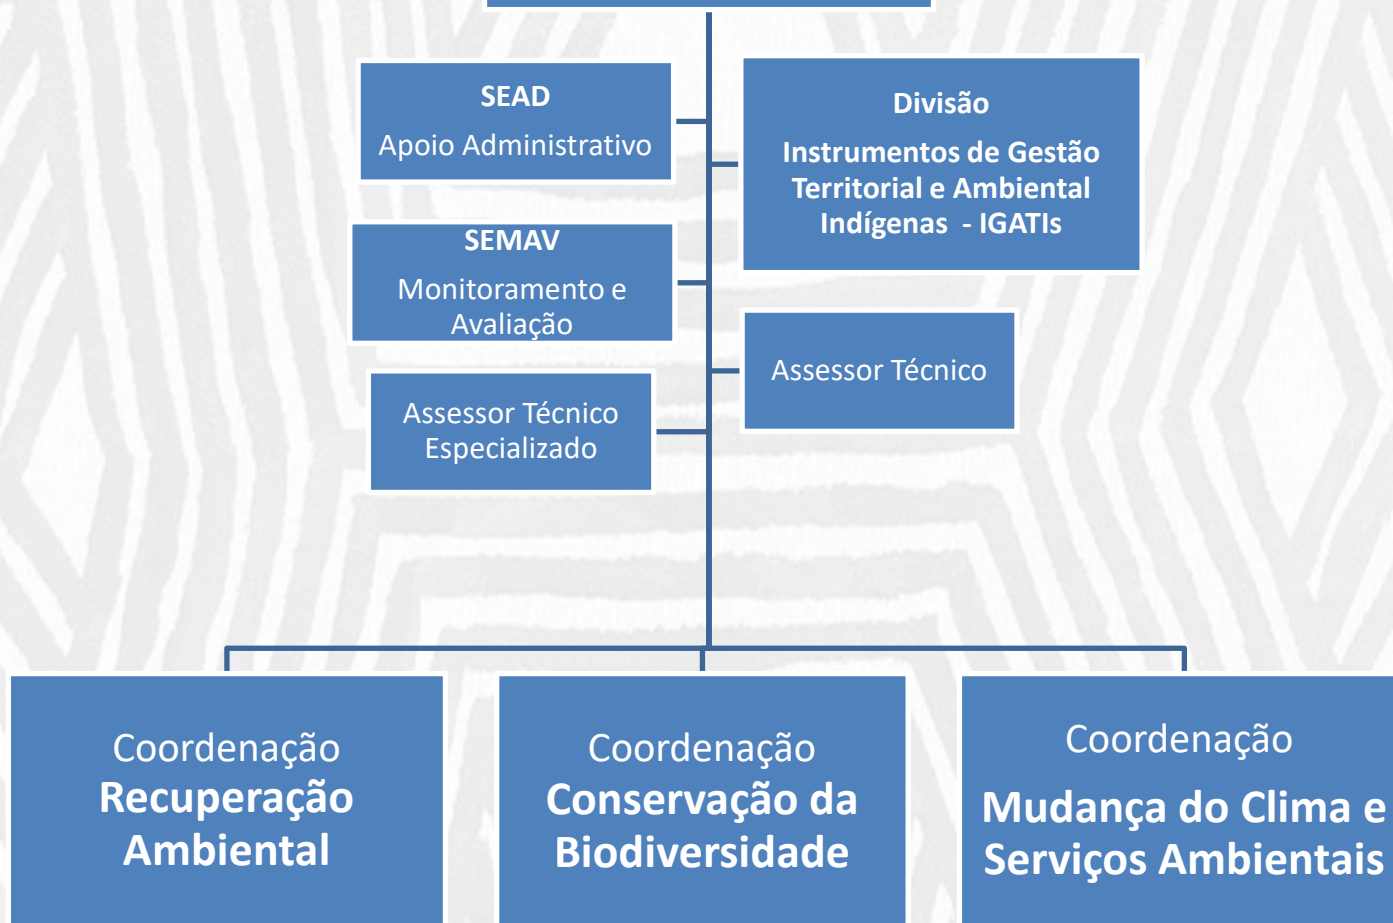 SEAD
Apoio Administrativo
Divisão
Instrumentos de Gestão
Territorial e Ambiental
Indígenas - IGATIs
SEMAV
Monitoramento e
Avaliação
Assessor Técnico
Assessor Técnico
Especializado
Coordenação
Recuperação
Ambiental
Coordenação
Conservação da
Biodiversidade
Coordenação
Mudança do Clima e
Serviços Ambientais